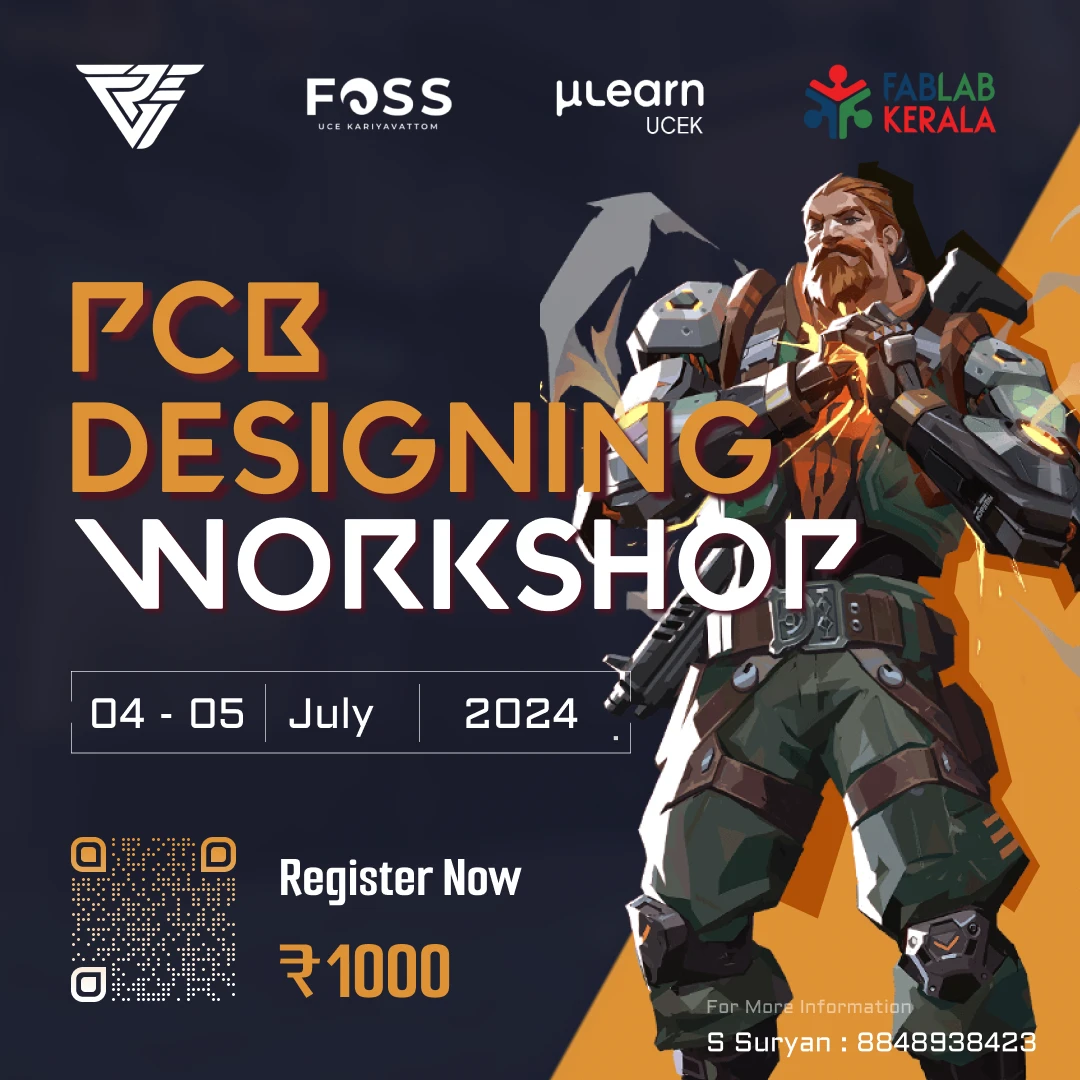 FOSS
UCE KARIYAVATTOM
µLearn
UCEK
FABLAB
KERALA
PCB
DESIGNING
WORKSHOP
04 - 05 July 2024 .
Register Now
₹1000
For More Information
S Suryan : 8848938423